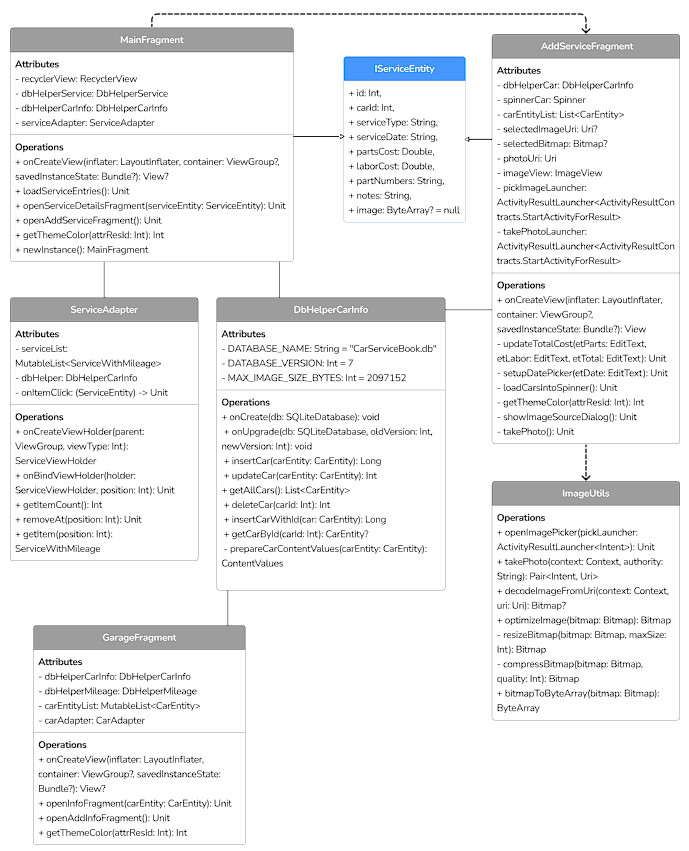 MainFragment
Attributes
- recyclerView: RecyclerView
- dbHelperService: DbHelperService
- dbHelperCarInfo: DbHelperCarInfo
- serviceAdapter: ServiceAdapter
Operations
+ onCreateView(inflater: LayoutInflater, container: ViewGroup?,
savedInstanceState: Bundle?): View?
+ loadServiceEntries(): Unit
+ openServiceDetailsFragment(serviceEntity: ServiceEntity): Unit
+ openAddServiceFragment(): Unit
+ getThemeColor(attrResId: Int): Int
+ newInstance(): MainFragment
IServiceEntity
+ id: Int,
+ carId: Int,
+ serviceType: String,
+ serviceDate: String,
+ partsCost: Double,
+ laborCost: Double,
+ partNumbers: String,
+ notes: String,
+ image: ByteArray? = null
AddServiceFragment
Attributes
- dbHelperCar: DbHelperCarInfo
- spinnerCar: Spinner
- carEntityList: List<CarEntity>
- selectedImageUri: Uri?
- selectedBitmap: Bitmap?
- photoUri: Uri
- imageView: ImageView
- pickImageLauncher:
ActivityResultLauncher<ActivityResultCon
tracts.StartActivityForResult>
- takePhotoLauncher:
ActivityResultLauncher<ActivityResultCon
tracts.StartActivityForResult>
Operations
+ onCreateView(inflater: LayoutInflater,
container: ViewGroup?,
savedInstanceState: Bundle?): View
- updateTotalCost(etParts: EditText,
etLabor: EditText, etTotal: EditText): Unit
- setupDatePicker(etDate: EditText): Unit
- loadCarsIntoSpinner(): Unit
- getThemeColor(attrResId: Int): Int
- showImageSourceDialog(): Unit
- takePhoto(): Unit
ServiceAdapter
Attributes
- serviceList:
MutableList<ServiceWithMileage>
- dbHelper: DbHelperCarInfo
- onItemClick: (ServiceEntity) -> Unit
Operations
+ onCreateViewHolder(parent:
ViewGroup, viewType: Int):
ServiceViewHolder
+ onBindViewHolder(holder:
ServiceViewHolder, position: Int): Unit
+ getItemCount(): Int
+ removeAt(position: Int): Unit
+ getItem(position: Int):
ServiceWithMileage
DbHelperCarInfo
Attributes
- DATABASE_NAME: String = "CarServiceBook.db"
- DATABASE_VERSION: Int = 7
- MAX_IMAGE_SIZE_BYTES: Int = 2097152
Operations
+ onCreate(db: SQLiteDatabase): void
+ onUpgrade(db: SQLiteDatabase, oldVersion: Int,
newVersion: Int): void
+ insertCar(carEntity: CarEntity): Long
+ updateCar(carEntity: CarEntity): Int
+ getAllCars(): List<CarEntity>
+ deleteCar(carId: Int): Int
+ insertCarWithId(car: CarEntity): Long
+ getCarById(carId: Int): CarEntity?
- prepareCarContentValues(carEntity: CarEntity):
ContentValues
ImageUtils
Operations
+ openImagePicker(pickLauncher:
ActivityResultLauncher<Intent>): Unit
+ takePhoto(context: Context, authority:
String): Pair<Intent, Uri>
+ decodeImageFromUri(context: Context,
uri: Uri): Bitmap?
+ optimizeImage(bitmap: Bitmap): Bitmap
- resizeBitmap(bitmap: Bitmap, maxSize:
Int): Bitmap
- compressBitmap(bitmap: Bitmap,
quality: Int): Bitmap
+ bitmapToByteArray(bitmap: Bitmap):
ByteArray
GarageFragment
Attributes
- dbHelperCarInfo: DbHelperCarInfo
- dbHelperMileage: DbHelperMileage
- carEntityList: MutableList<CarEntity>
- carAdapter: CarAdapter
Operations
+ onCreateView(inflater: LayoutInflater,
container: ViewGroup?, savedInstanceState:
Bundle?): View?
+ openInfoFragment(carEntity: CarEntity): Unit
+ openAddInfoFragment(): Unit
+ getThemeColor(attrResId: Int): Int